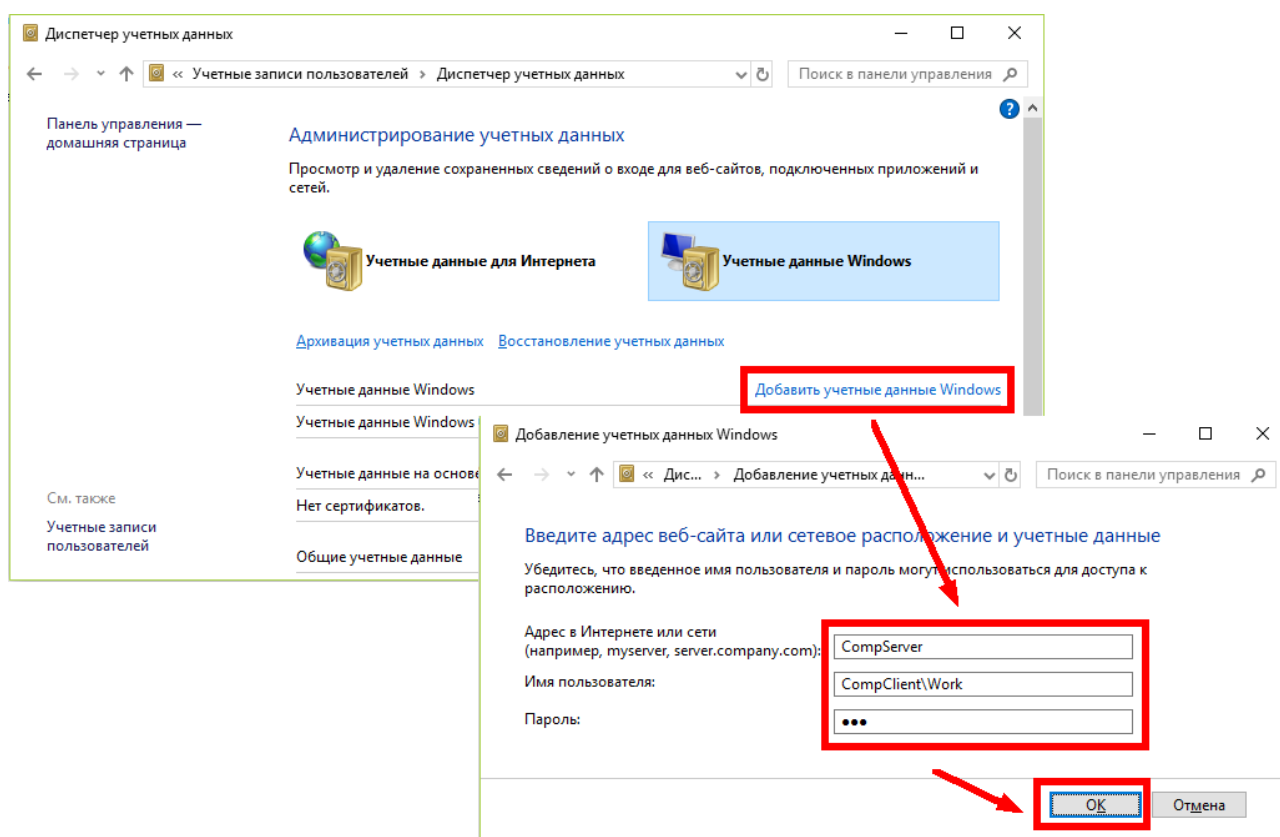 Диспетчер учетных данных
« Учетные записи пользователей › Диспетчер учетных данных
Поиск в панели управления
Панель управления —
домашняя страница
Администрирование учетных данных
Просмотр и удаление сохраненных сведений о входе для веб-сайтов, подключенных приложений и
сетей.
Учетные данные для Интернета
Учетные данные Windows
Архивация учетных данных Восстановление учетных данных
Учетные данные Windows
Добавить учетные данные Windows
Учетные данные Windows
Учетные данные на основе
Нет сертификатов.
Общие учетные данные
См. также
Учетные записи
пользователей
Добавление учетных данных Windows
« Дис... › Добавление учетных данн...
Поиск в панели управления
Введите адрес веб-сайта или сетевое расположение и учетные данные
Убедитесь, что введенное имя пользователя и пароль могут использоваться для доступа к
расположению.
Адрес в Интернете или сети
(например, myserver, server.company.com):
CompServer
Имя пользователя:
CompClient\Work
Пароль:
●●●
OK
Отмена